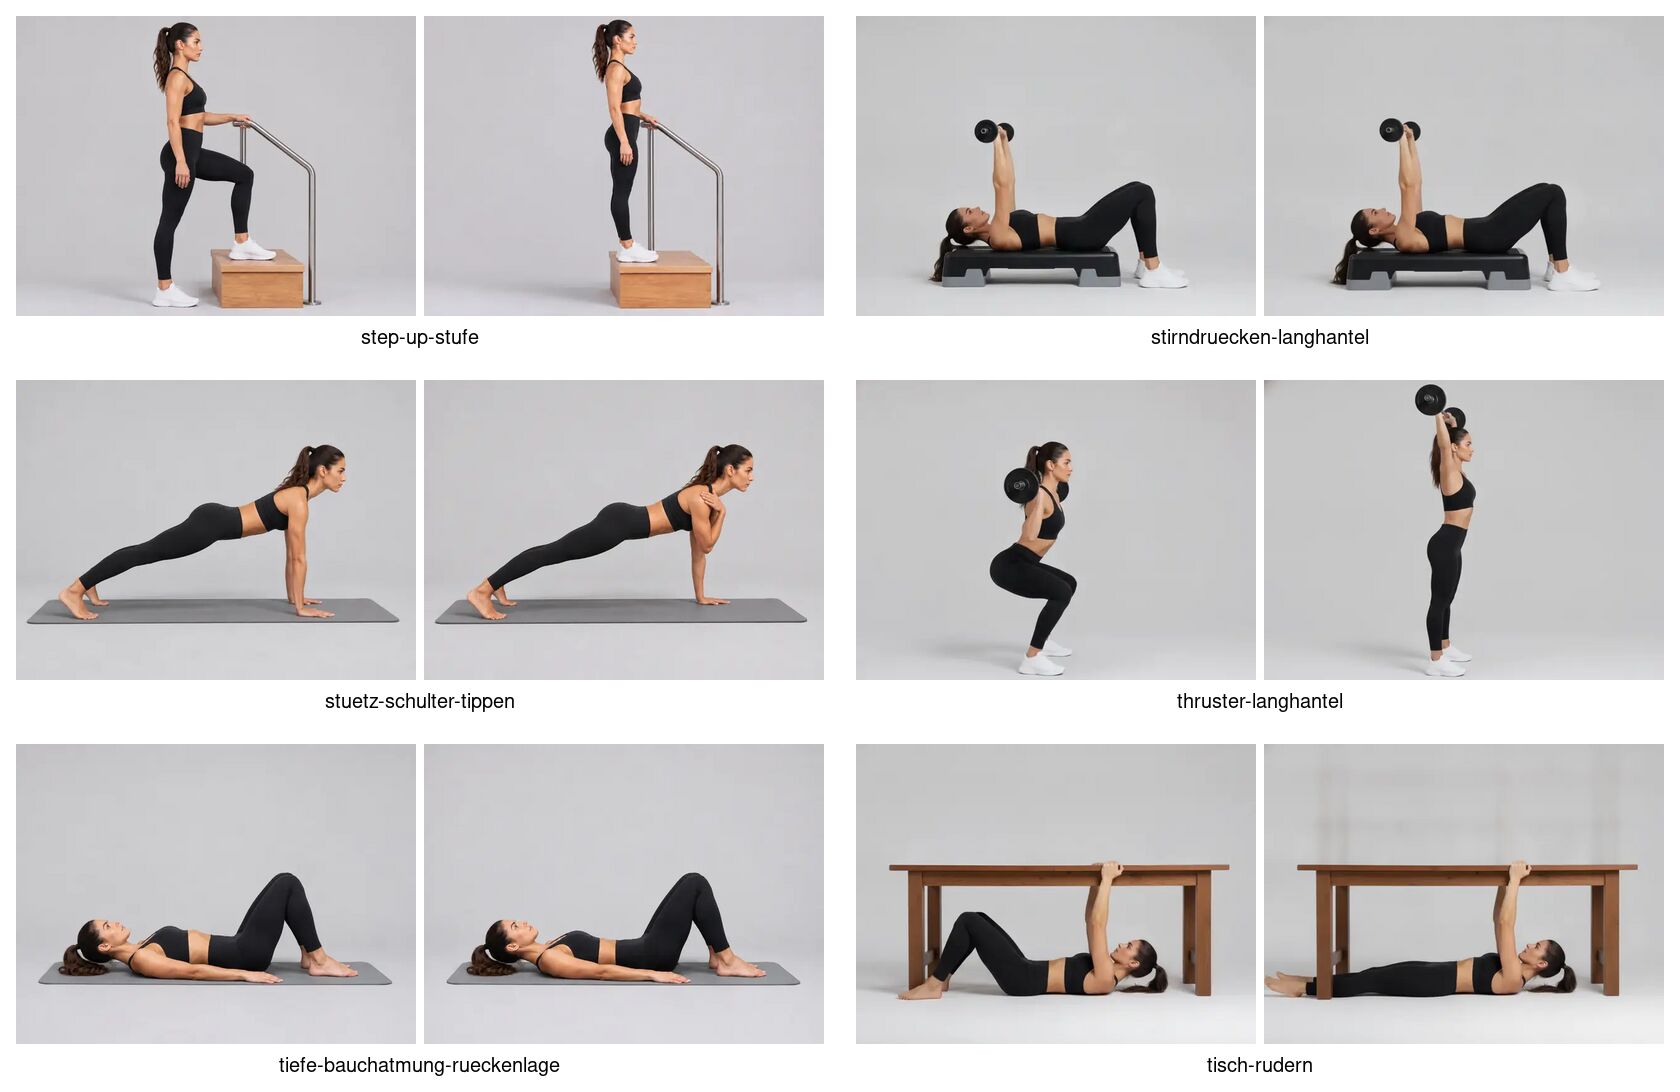 step-up-stufe
stirndruecken-langhantel
stuetz-schulter-tippen
thruster-langhantel
tiefe-bauchatmung-rueckenlage
tisch-rudern